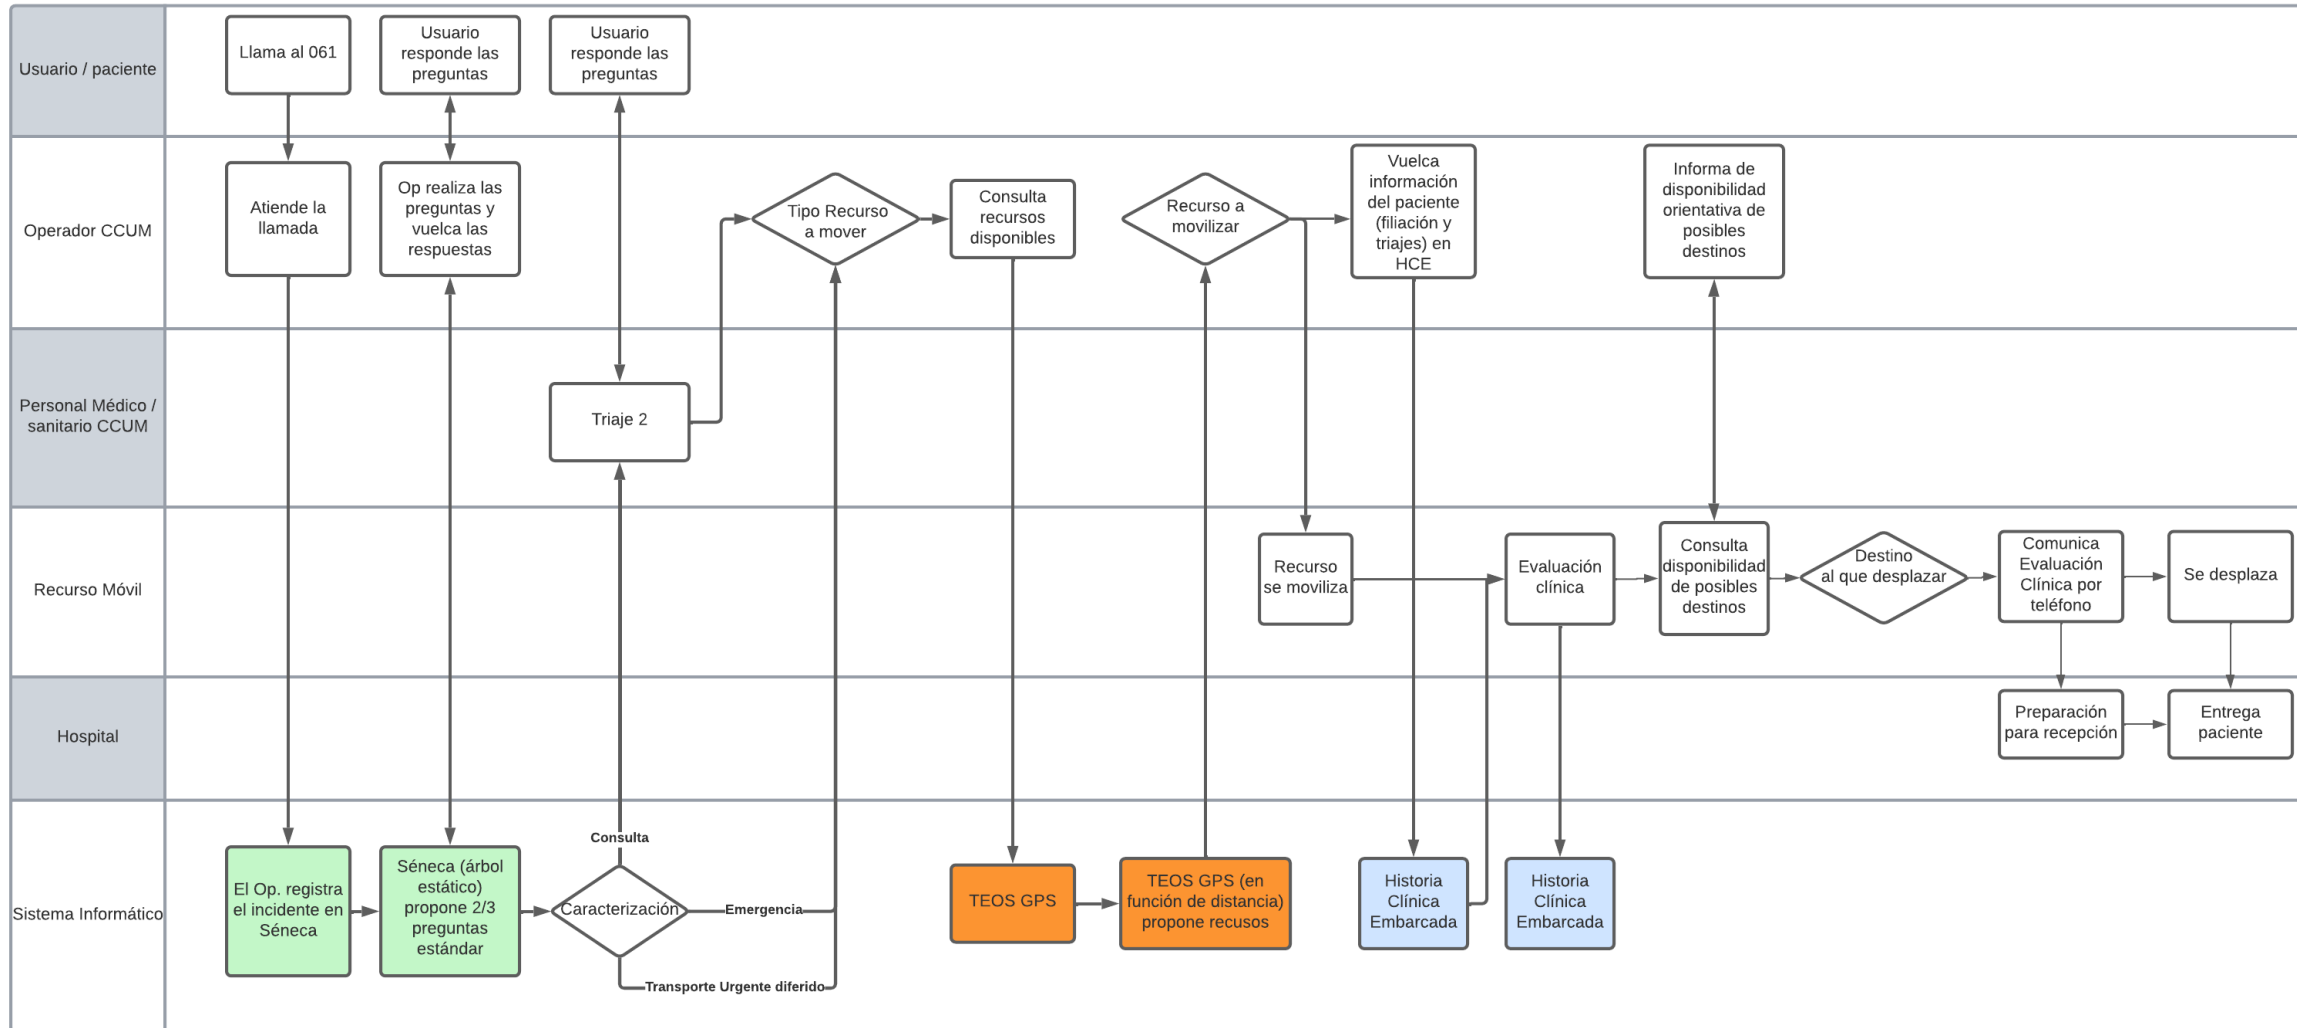 Usuario / paciente
Llama al 061
Usuario
responde las
preguntas
Usuario
responde las
preguntas
Operador CCUM
Atiende la
llamada
Op realiza las
preguntas y
vuelca las
respuestas
Tipo Recurso
a mover
Consulta
recursos
disponibles
Recurso a
movilizar
Vuelca
información
del paciente
(filiación y
triajes) en
HCE
Informa de
disponibilidad
orientativa de
posibles
destinos
Personal Médico /
sanitario CCUM
Triaje 2
Recurso Móvil
Recurso
se moviliza
Evaluación
clínica
Consulta
disponibilidad
de posibles
destinos
Destino
al que desplazar
Comunica
Evaluación
Clínica por
teléfono
Se desplaza
Hospital
Preparación
para recepción
Entrega
paciente
Sistema Informático
El Op. registra
el incidente en
Séneca
Séneca (árbol
estático)
propone 2/3
preguntas
estándar
Consulta
Caracterización
Emergencia
Transporte Urgente diferido
TEOS GPS
TEOS GPS (en
función de distancia)
propone recusos
Historia
Clínica
Embarcada
Historia
Clínica
Embarcada